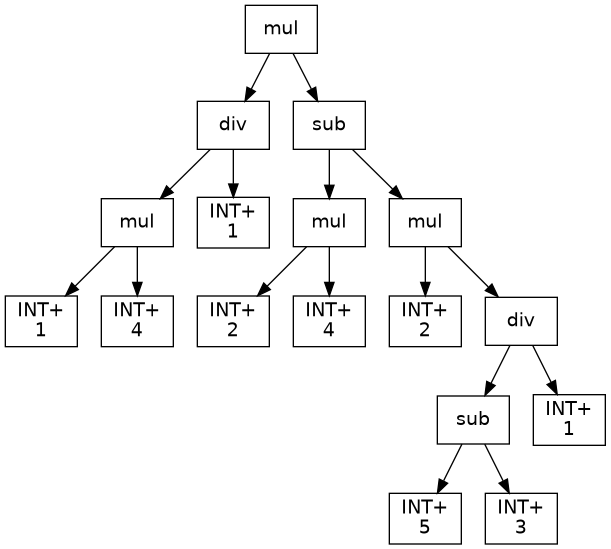 mul
div
sub
mul
INT+
1
mul
mul
INT+
1
INT+
4
INT+
2
INT+
4
INT+
2
div
sub
INT+
1
INT+
5
INT+
3